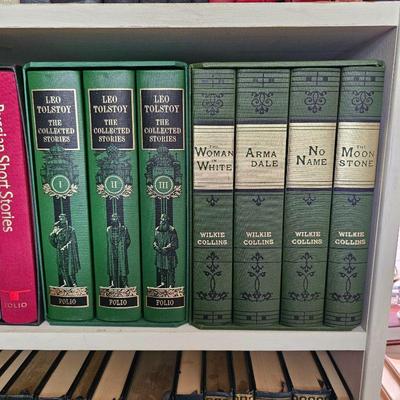 Russian Short Stories
FOLIO
LEO
TOLSTOY
THE
COLLECTED
STORIES
I
FOLIO
LEO
TOLSTOY
THE
COLLECTED
STORIES
II
FOLIO
LEO
TOLSTOY
THE
COLLECTED
STORIES
III
FOLIO
THE
WOMAN
IN
WHITE
WILKIE
COLLINS
ARMA
DALE
WILKIE
COLLINS
NO
NAME
WILKIE
COLLINS
THE
MOON
STONE
WILKIE
COLLINS